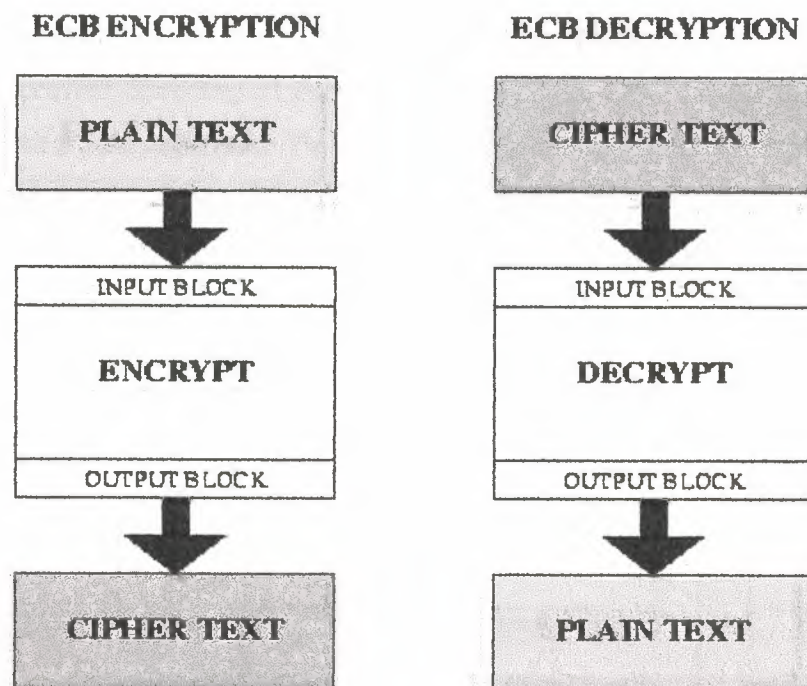 ECB ENCRYPTION
PLAIN TEXT
INPUT BLOCK
ENCRYPT
OUTPUT BLOCK
CIPHER TEXT
ECB DECRYPTION
CIPHER TEXT
INPUT BLOCK
DECRYPT
OUTPUT BLOCK
PLAIN TEXT